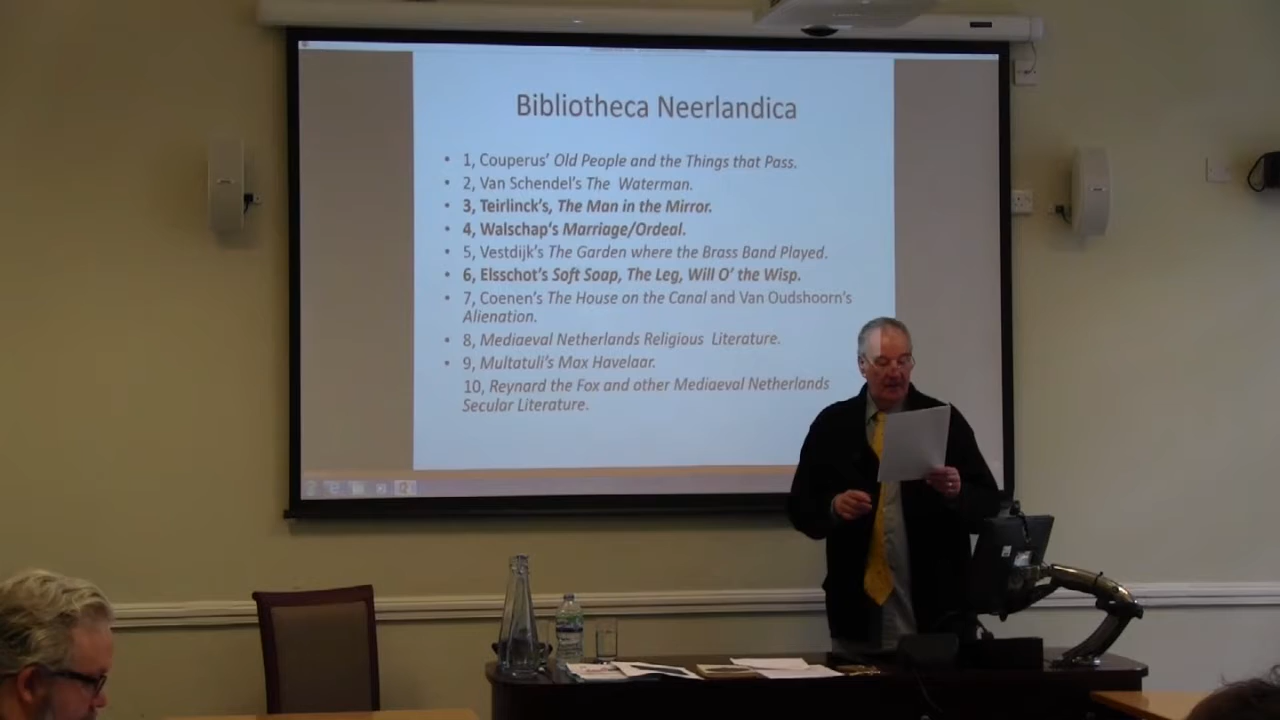 Bibliotheca Neerlandica
• 1, Couperus’ Old People and the Things that Pass.
• 2, Van Schendel’s The Waterman.
• 3, Teirlinck’s, The Man in the Mirror.
• 4, Walschap‘s Marriage/Ordeal.
• 5, Vestdijk’s The Garden where the Brass Band Played.
• 6, Elsschot’s Soft Soap, The Leg, Will O’ the Wisp.
• 7, Coenen’s The House on the Canal and Van Oudshoorn’s
Alienation.
• 8, Mediaeval Netherlands Religious Literature.
• 9, Multatuli’s Max Havelaar.
10, Reynard the Fox and other Mediaeval Netherlands
Secular Literature.